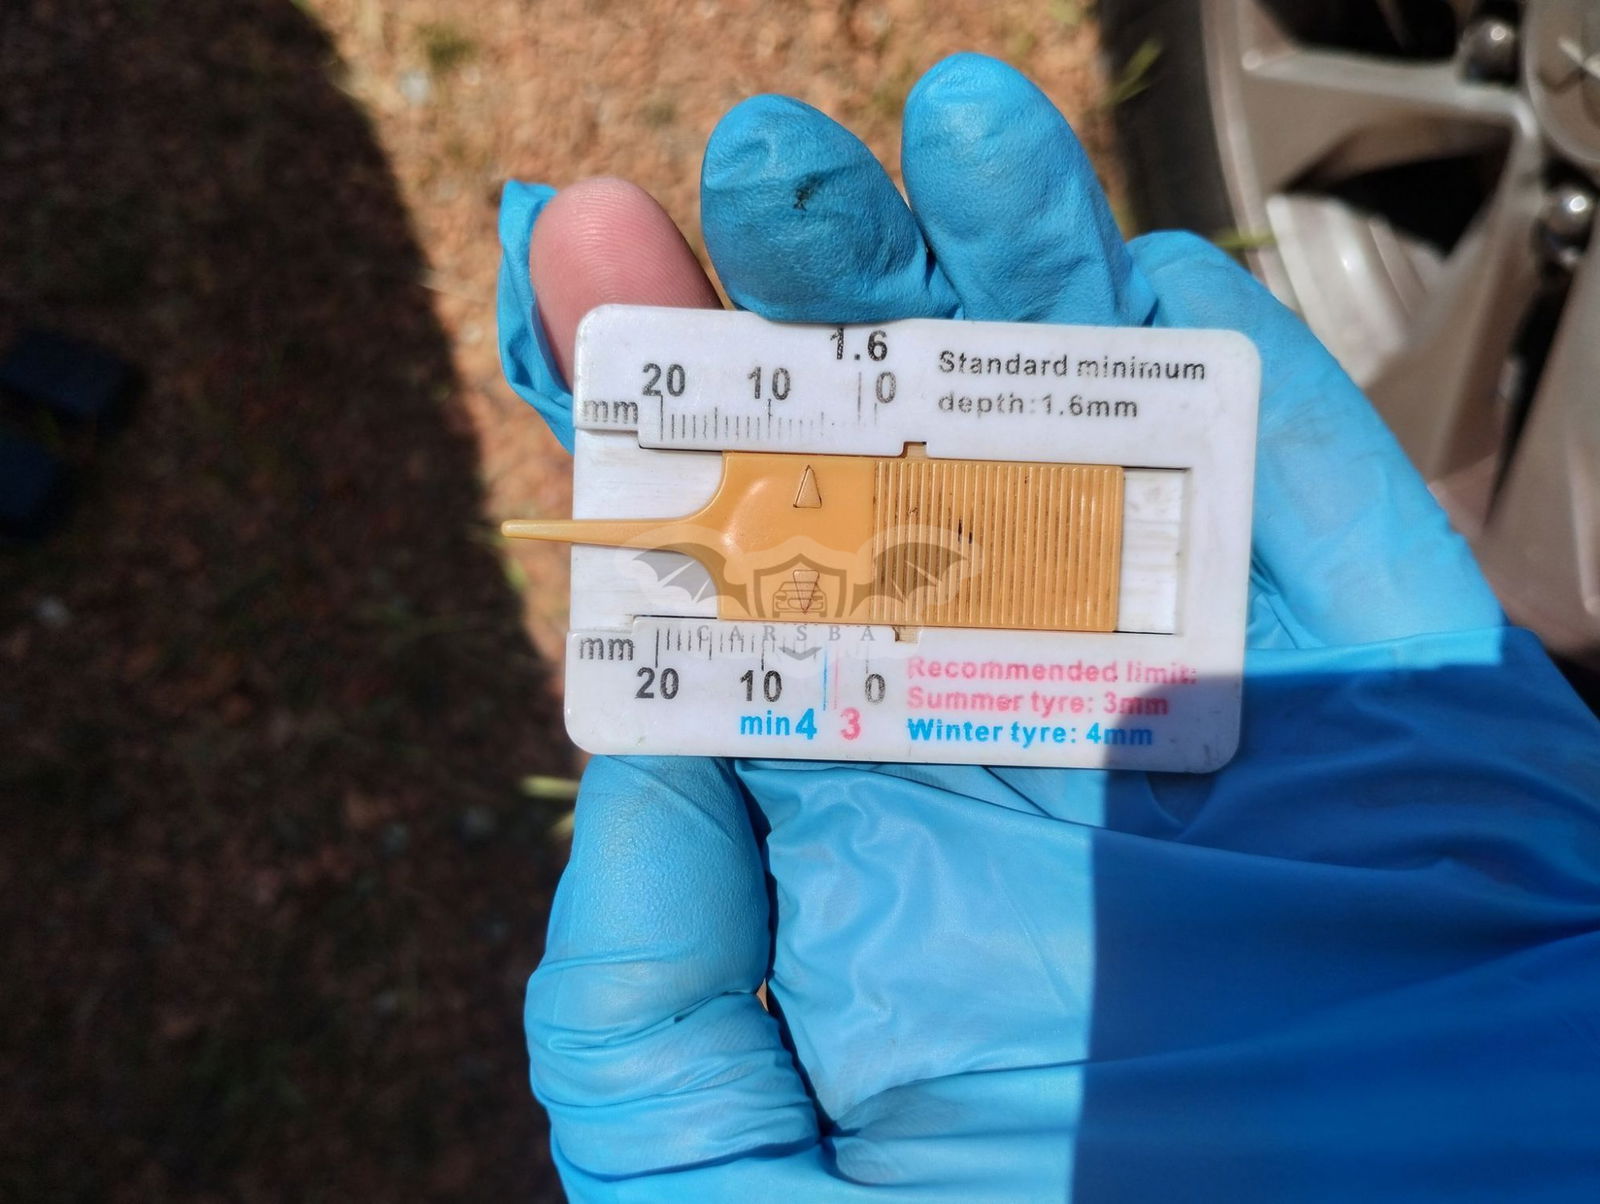 1.6
20 10 0
mm
Standard minimum
depth:1.6mm
CARSBAT
mm
20 10 0
min4 3
Recommended limit:
Summer tyre: 3mm
Winter tyre: 4mm